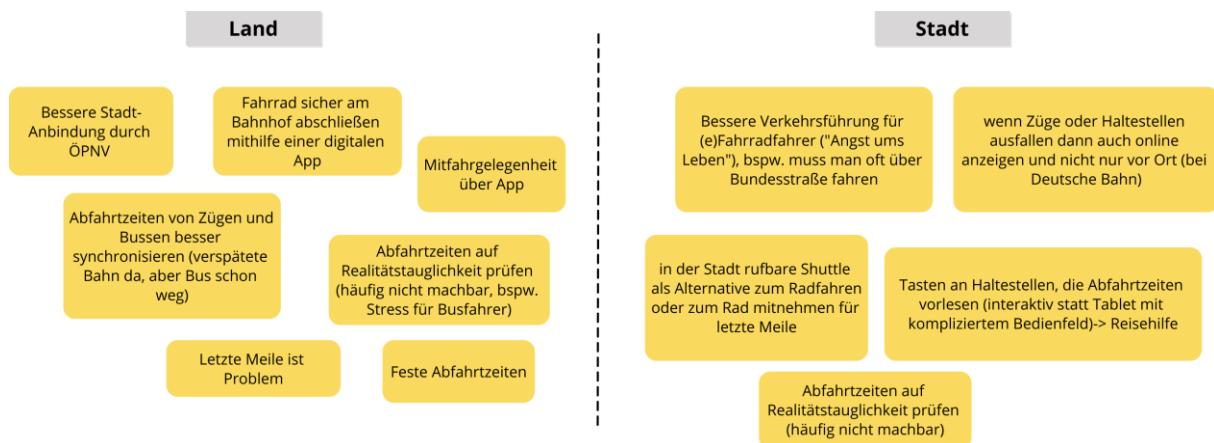 Land
Bessere Stadt-
Anbindung durch
ÖPNV
Fahrrad sicher am
Bahnhof abschließen
mithilfe einer digitalen
App
Mitfahrgelegenheit
über App
Abfahrtzeiten von Zügen und
Bussen besser
synchronisieren (verspätete
Bahn da, aber Bus schon
weg)
Abfahrtzeiten auf
Realitätstauglichkeit prüfen
(häufig nicht machbar, bspw.
Stress für Busfahrer)
Letzte Meile ist
Problem
Feste Abfahrtzeiten
Stadt
Bessere Verkehrsführung für
(e)Fahrradfahrer ("Angst ums
Leben"), bspw. muss man oft über
Bundesstraße fahren
wenn Züge oder Haltestellen
ausfallen dann auch online
anzeigen und nicht nur vor Ort (bei
Deutsche Bahn)
in der Stadt rufbare Shuttle
als Alternative zum Radfahren
oder zum Rad mitnehmen für
letzte Meile
Tasten an Haltestellen, die Abfahrtzeiten
vorlesen (interaktiv statt Tablet mit
kompliziertem Bedienfeld)-> Reisehilfe
Abfahrtzeiten auf
Realitätstauglichkeit prüfen
(häufig nicht machbar)